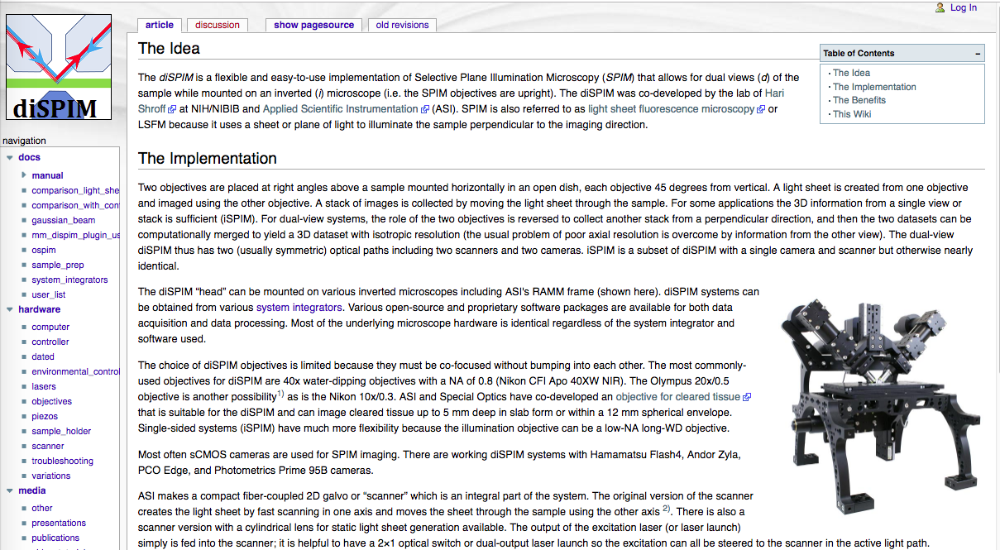 Log In
article
discussion
show pagesource
old revisions
diSPIM
navigation
docs
manual
comparison_light_she
comparison_with_con
gaussian_beam
mm_dispim_plugin_us
ospim
sample_prep
system_integrators
user_list
hardware
computer
controller
dated
environmental_control
lasers
objectives
piezos
sample_holder
scanner
troubleshooting
variations
media
other
presentations
publications
The Idea
The diSPIM is a flexible and easy-to-use implementation of Selective Plane Illumination Microscopy (SPIM) that allows for dual views (d) of the
sample while mounted on an inverted (i) microscope (i.e. the SPIM objectives are upright). The diSPIM was co-developed by the lab of Hari
Shroff at NIH/NIBIB and Applied Scientific Instrumentation (ASI). SPIM is also referred to as light sheet fluorescence microscopy or
LSFM because it uses a sheet or plane of light to illuminate the sample perpendicular to the imaging direction.
Table of Contents –
The Idea
The Implementation
The Benefits
This Wiki
The Implementation
Two objectives are placed at right angles above a sample mounted horizontally in an open dish, each objective 45 degrees from vertical. A light sheet is created from one objective
and imaged using the other objective. A stack of images is collected by moving the light sheet through the sample. For some applications the 3D information from a single view or
stack is sufficient (iSPIM). For dual-view systems, the role of the two objectives is reversed to collect another stack from a perpendicular direction, and then the two datasets can be
computationally merged to yield a 3D dataset with isotropic resolution (the usual problem of poor axial resolution is overcome by information from the other view). The dual-view
diSPIM thus has two (usually symmetric) optical paths including two scanners and two cameras. iSPIM is a subset of diSPIM with a single camera and scanner but otherwise nearly
identical.
The diSPIM “head” can be mounted on various inverted microscopes including ASI's RAMM frame (shown here). diSPIM systems can
be obtained from various system integrators. Various open-source and proprietary software packages are available for both data
acquisition and data processing. Most of the underlying microscope hardware is identical regardless of the system integrator and
software used.
The choice of diSPIM objectives is limited because they must be co-focused without bumping into each other. The most commonly-
used objectives for diSPIM are 40x water-dipping objectives with a NA of 0.8 (Nikon CFI Apo 40XW NIR). The Olympus 20x/0.5
objective is another possibility1) as is the Nikon 10x/0.3. ASI and Special Optics have co-developed an objective for cleared tissue
that is suitable for the diSPIM and can image cleared tissue up to 5 mm deep in slab form or within a 12 mm spherical envelope.
Single-sided systems (iSPIM) have much more flexibility because the illumination objective can be a low-NA long-WD objective.
Most often sCMOS cameras are used for SPIM imaging. There are working diSPIM systems with Hamamatsu Flash4, Andor Zyla,
PCO Edge, and Photometrics Prime 95B cameras.
ASI makes a compact fiber-coupled 2D galvo or “scanner” which is an integral part of the system. The original version of the scanner
creates the light sheet by fast scanning in one axis and moves the sheet through the sample using the other axis 2). There is also a
scanner version with a cylindrical lens for static light sheet generation available. The output of the excitation laser (or laser launch)
simply is fed into the scanner; it is helpful to have a 2×1 optical switch or dual-output laser launch so the excitation can all be steered to the scanner in the active light path.